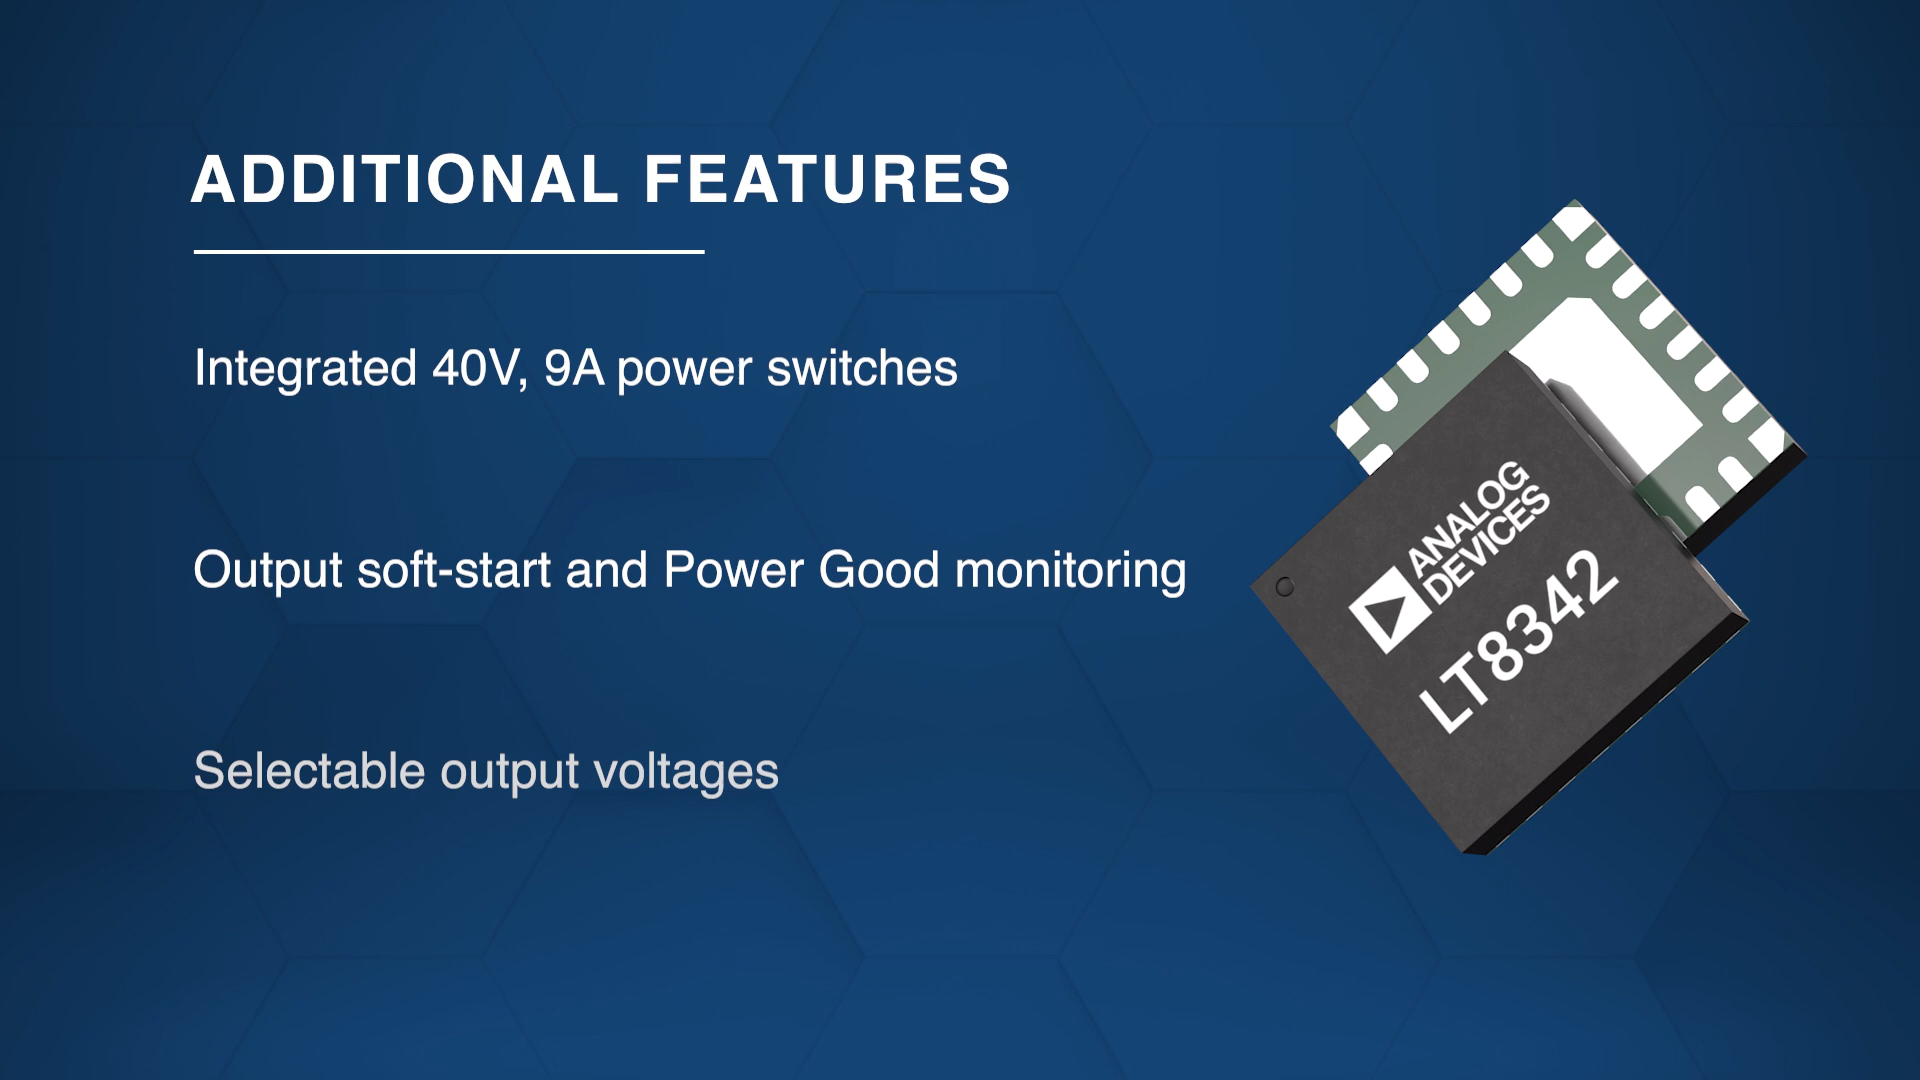 ADDITIONAL FEATURES
Integrated 40V, 9A power switches
Output soft-start and Power Good monitoring
Selectable output voltages
ANALOG
DEVICES
LT8342